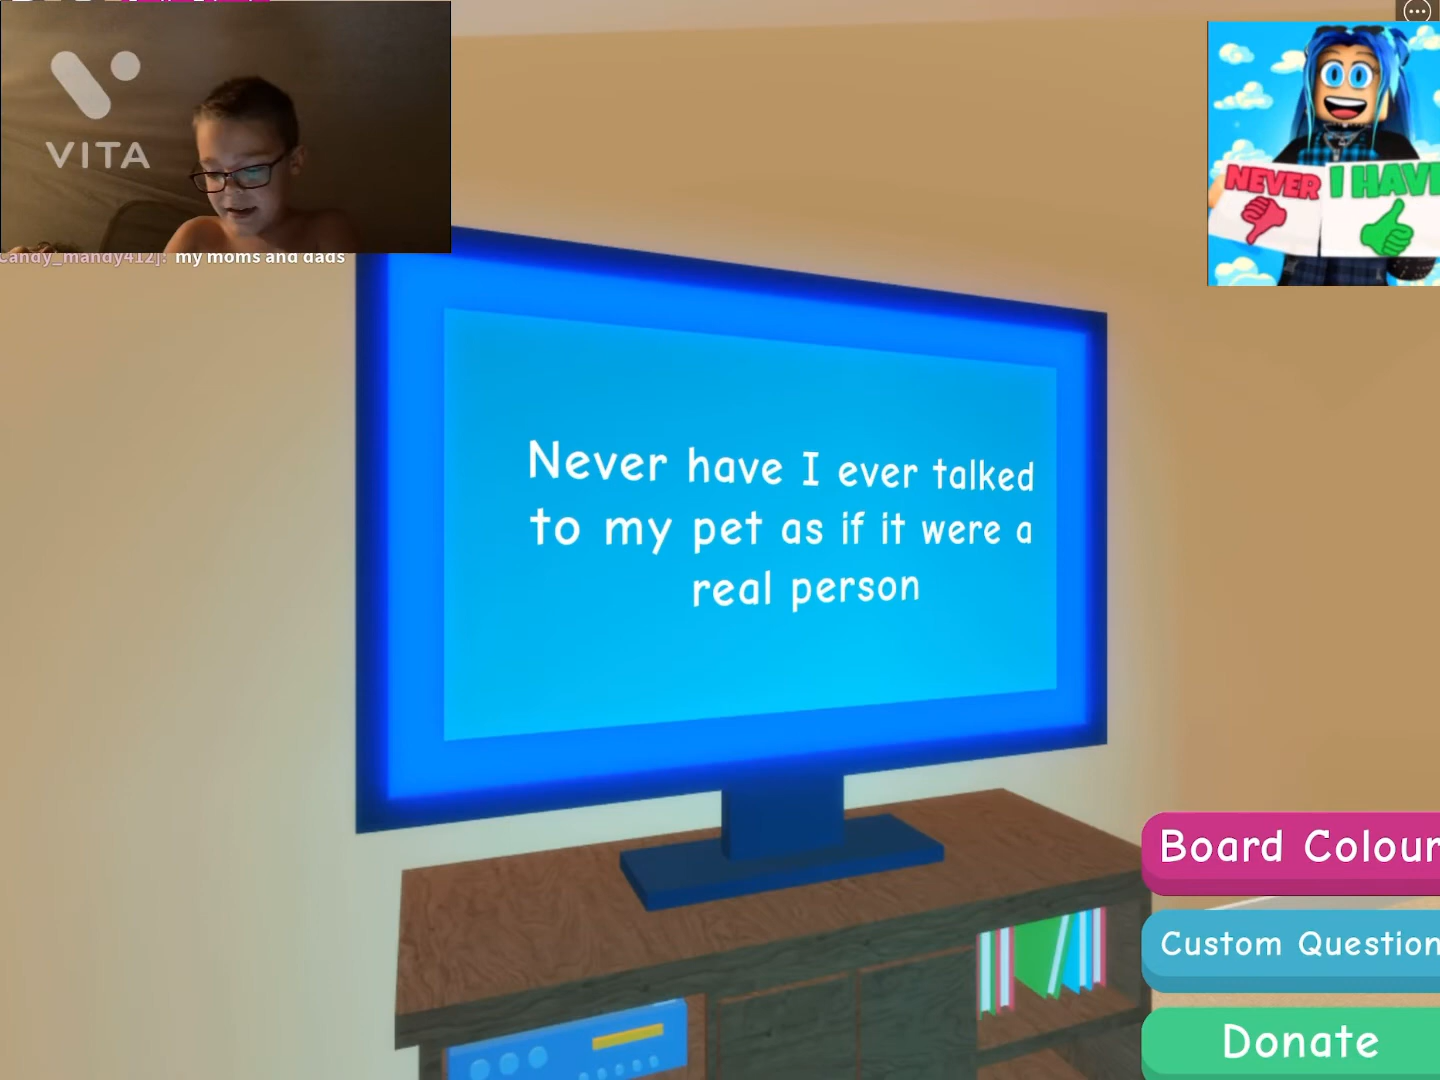 VITA
candy_mandy412]: my moms and dads
NEVER I HAVE
Never have I ever talked
to my pet as if it were a
real person
Board Colour
Custom Question
Donate